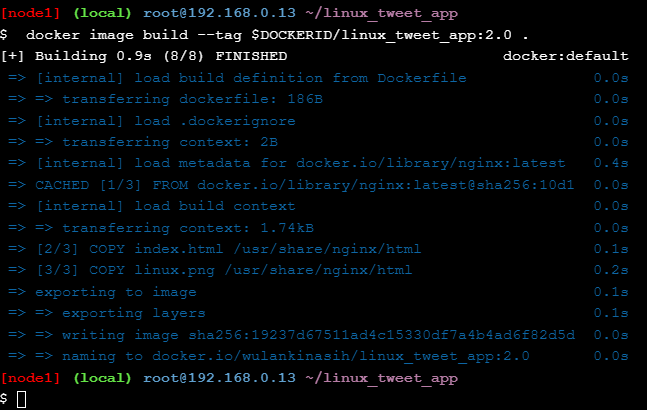 [node1] (local) root@192.168.0.13 ~/linux_tweet_app
$  docker image build --tag $DOCKERID/linux_tweet_app:2.0 .
[+] Building 0.9s (8/8) FINISHED                        docker:default
 => [internal] load build definition from Dockerfile              0.0s
 => => transferring dockerfile: 186B                              0.0s
 => [internal] load .dockerignore                                 0.0s
 => => transferring context: 2B                                   0.0s
 => [internal] load metadata for docker.io/library/nginx:latest   0.4s
 => CACHED [1/3] FROM docker.io/library/nginx:latest@sha256:10d1  0.0s
 => [internal] load build context                                 0.0s
 => => transferring context: 1.74kB                               0.0s
 => [2/3] COPY index.html /usr/share/nginx/html                   0.1s
 => [3/3] COPY linux.png /usr/share/nginx/html                    0.2s
 => exporting to image                                            0.1s
 => => exporting layers                                           0.1s
 => => writing image sha256:19237d67511ad4c15330df7a4b4ad6f82d5d  0.0s
 => => naming to docker.io/wulankinasih/linux_tweet_app:2.0       0.0s
[node1] (local) root@192.168.0.13 ~/linux_tweet_app
$